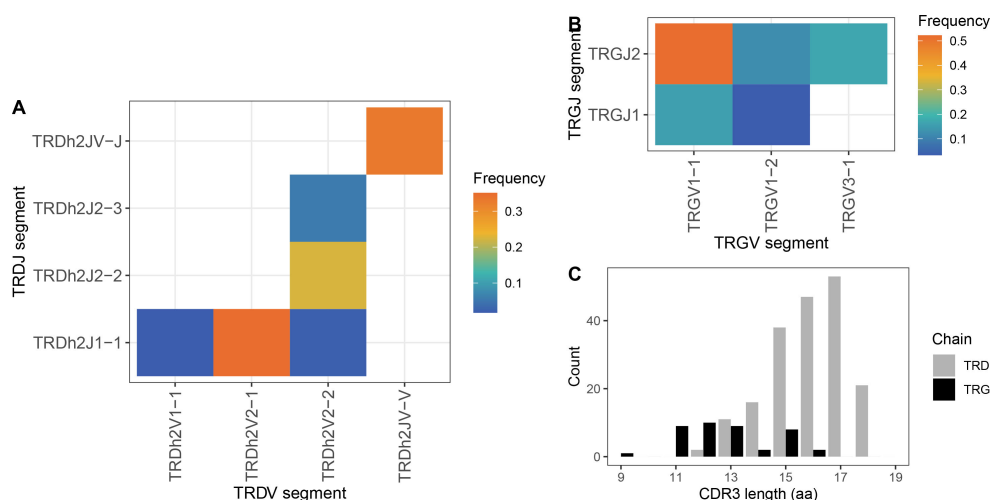 A
TRDJ segment
TRDh2JV−J
TRDh2J2−3
TRDh2J2−2
TRDh2J1−1
TRDh2V1−1
TRDh2V2−1
TRDh2V2−2
TRDh2JV−V
TRDV segment
Frequency
0.3
0.2
0.1
B
TRGJ segment
TRGJ2
TRGJ1
TRGV1−1
TRGV1−2
TRGV3−1
TRGV segment
Frequency
0.5
0.4
0.3
0.2
0.1
C
Count
40
20
0
9
11
13
15
17
19
CDR3 length (aa)
Chain
TRD
TRG